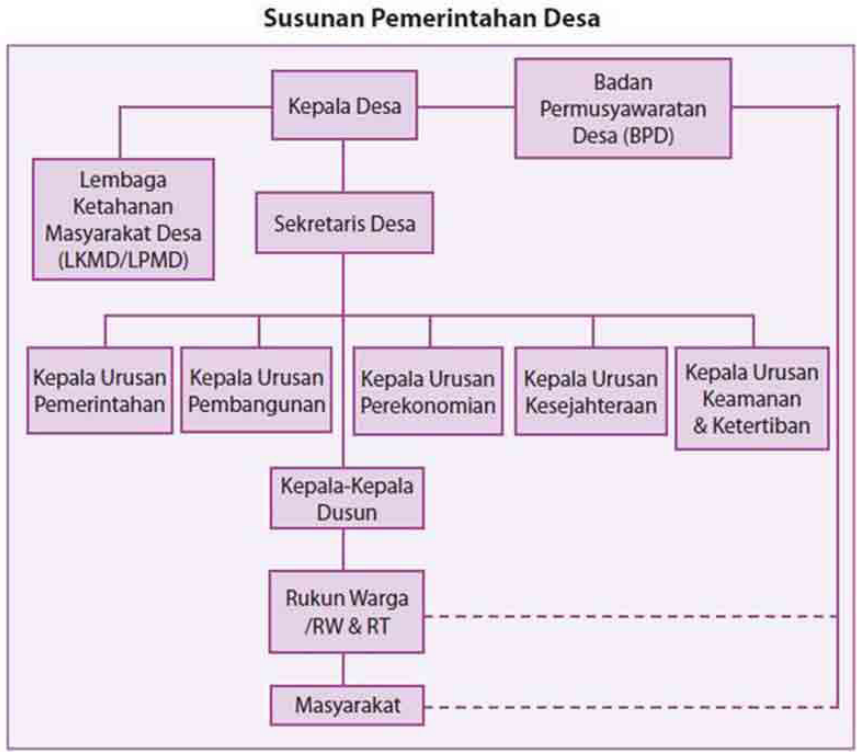 Susunan Pemerintahan Desa
Kepala Desa
Badan
Permusyawaratan
Desa (BPD)
Lembaga
Ketahanan
Masyarakat Desa
(LKMD/LPMD)
Sekretaris Desa
Kepala Urusan
Pemerintahan
Kepala Urusan
Pembangunan
Kepala Urusan
Perekonomian
Kepala Urusan
Kesejahteraan
Kepala Urusan
Keamanan
& Ketertiban
Kepala-Kepala
Dusun
Rukun Warga
/RW & RT
Masyarakat